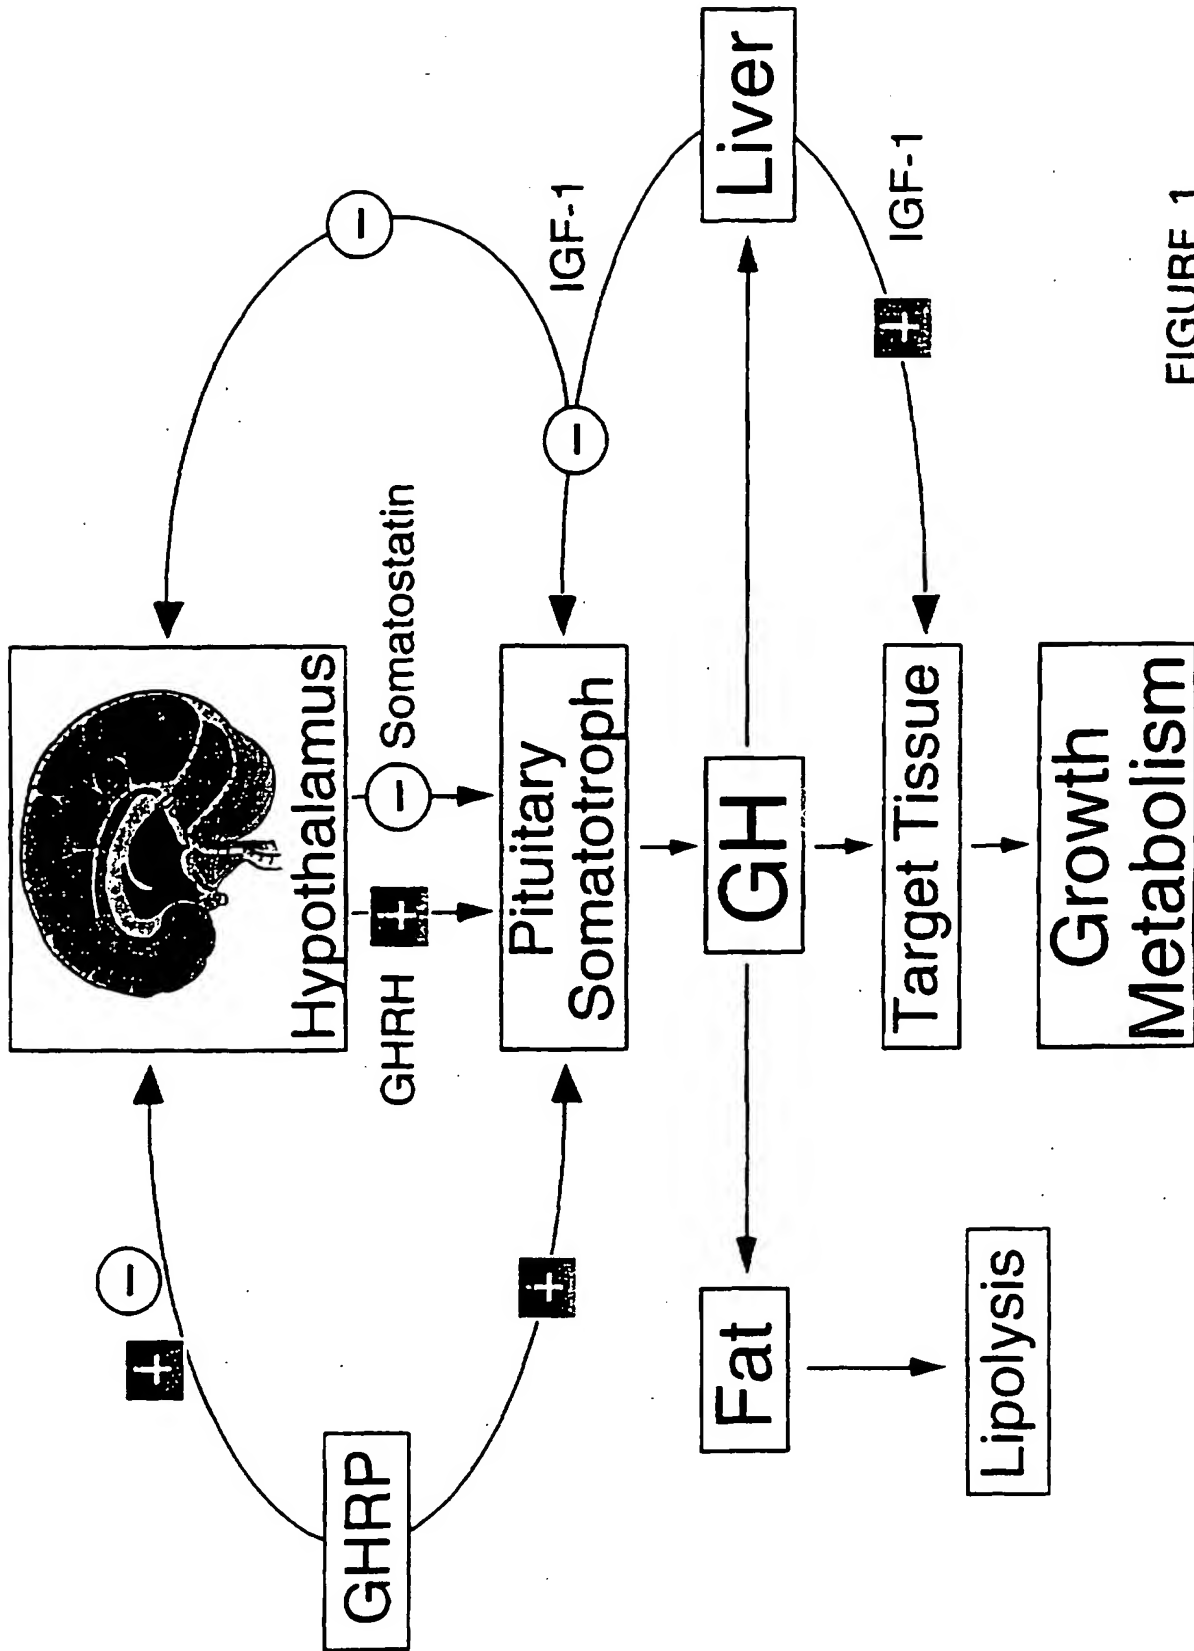 Hypothalamus
GHRH
+
−
Somatostatin
+
−
−
GHRP
Pituitary
Somatotroph
+
−
IGF-1
Fat
GH
Liver
Lipolysis
Target Tissue
+
IGF-1
Growth
Metabolism
FIGURE 1